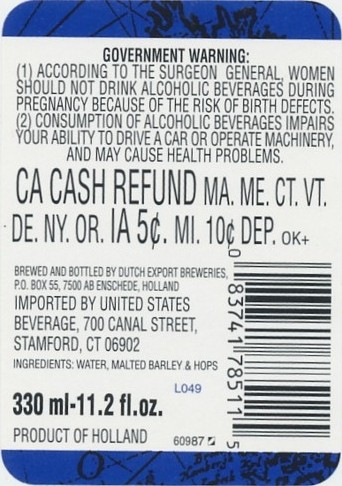 GOVERNMENT WARNING:
(1) ACCORDING TO THE SURGEON GENERAL, WOMEN
SHOULD NOT DRINK ALCOHOLIC BEVERAGES DURING
PREGNANCY BECAUSE OF THE RISK OF BIRTH DEFECTS.
(2) CONSUMPTION OF ALCOHOLIC BEVERAGES IMPAIRS
YOUR ABILITY TO DRIVE A CAR OR OPERATE MACHINERY,
AND MAY CAUSE HEALTH PROBLEMS.
CA CASH REFUND MA. ME. CT. VT.
DE. NY. OR. IA 5¢. MI. 10¢ DEP. OK+
BREWED AND BOTTLED BY DUTCH EXPORT BREWERIES,
P.O. BOX 55, 7500 AB ENSCHEDE, HOLLAND
IMPORTED BY UNITED STATES
BEVERAGE, 700 CANAL STREET,
STAMFORD, CT 06902
INGREDIENTS: WATER, MALTED BARLEY & HOPS
L049
330 ml-11.2 fl.oz.
PRODUCT OF HOLLAND
60987
0 83741 78511 5